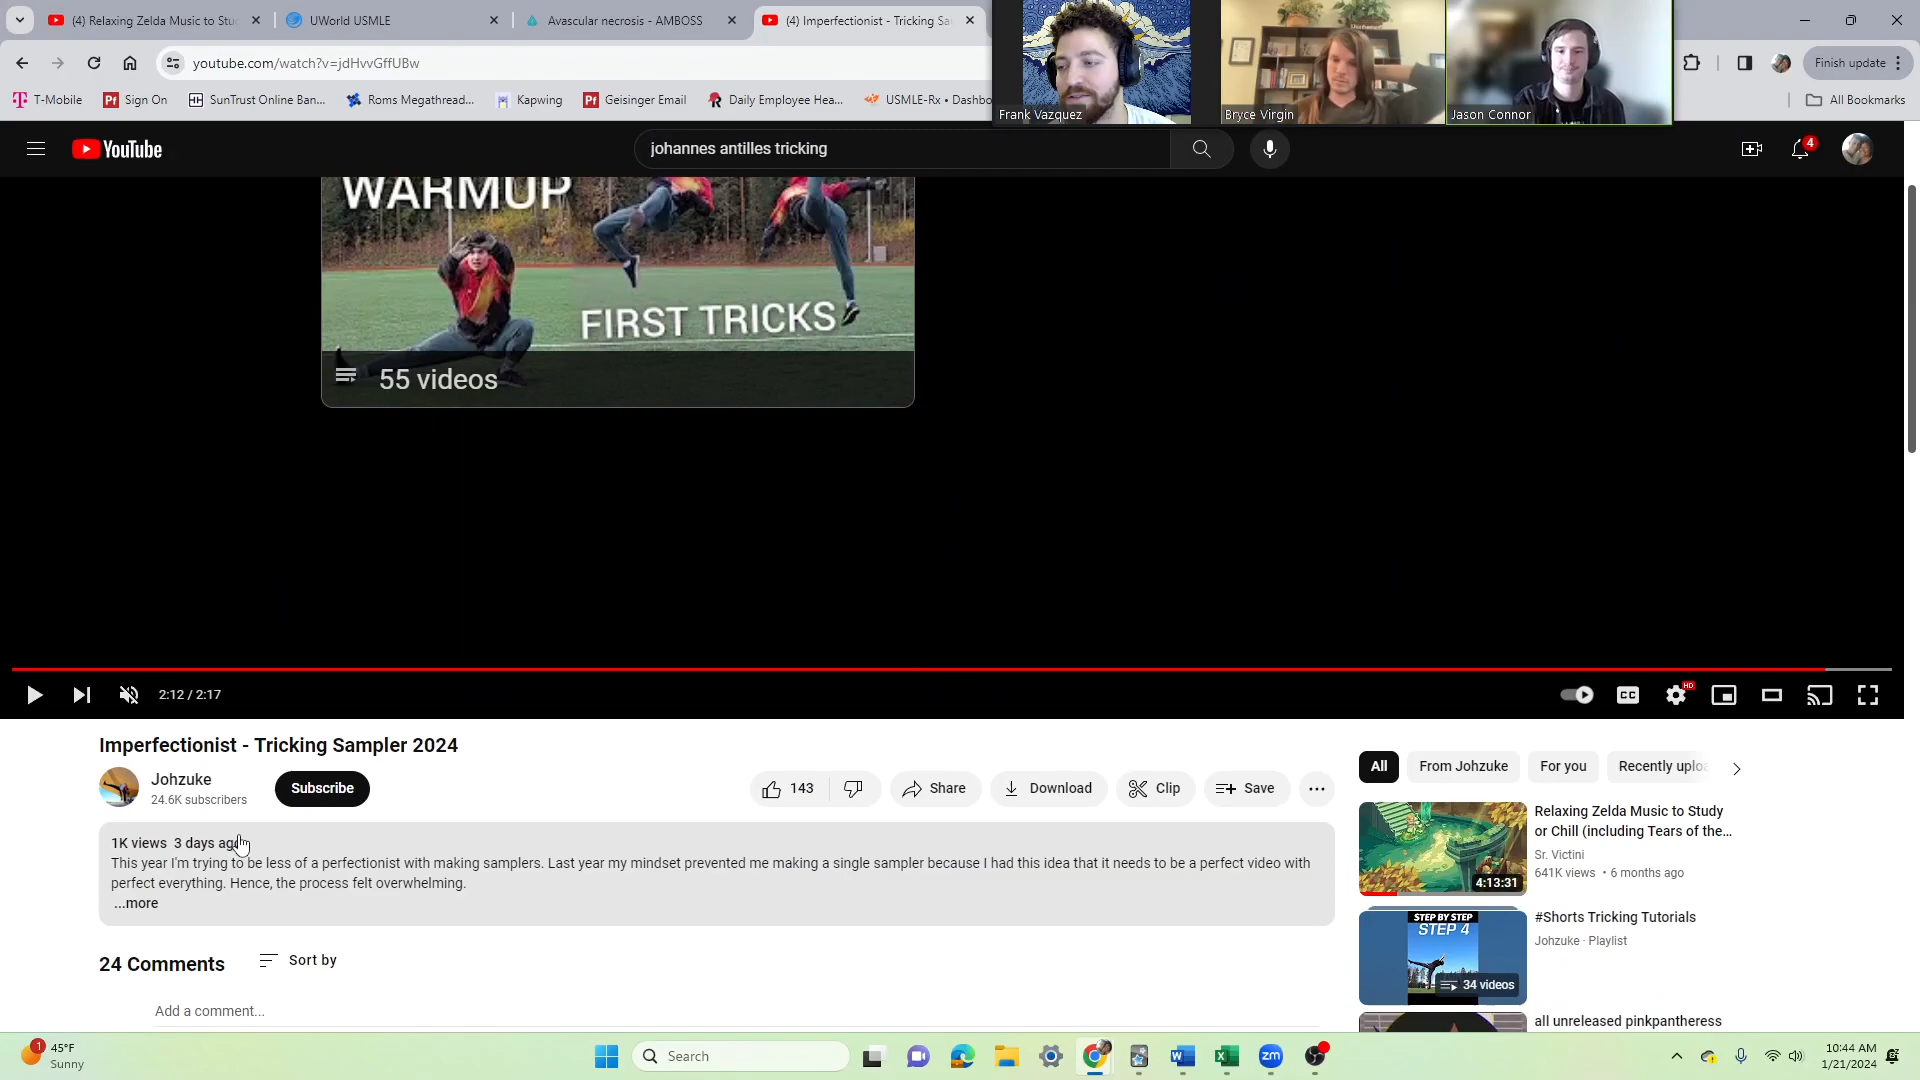 (4) Relaxing Zelda Music to Stu
UWorld USMLE
Avascular necrosis - AMBOSS
(4) Imperfectionist - Tricking Sa
youtube.com/watch?v=jdHvvGffUBw
Finish update
T-Mobile
Sign On
SunTrust Online Ban...
Roms Megathread...
Kapwing
Geisinger Email
Daily Employee Hea...
USMLE-Rx • Dashbo
All Bookmarks
Frank Vazquez
Bryce Virgin
Jason Connor
YouTube
johannes antilles tricking
4
WARMUP
FIRST TRICKS
55 videos
2:12 / 2:17
CC
HD
Imperfectionist - Tricking Sampler 2024
Johzuke
24.6K subscribers
Subscribe
143
Share
Download
Clip
Save
1K views 3 days ago
This year I'm trying to be less of a perfectionist with making samplers. Last year my mindset prevented me making a single sampler because I had this idea that it needs to be a perfect video with
perfect everything. Hence, the process felt overwhelming.
...more
24 Comments
Sort by
Add a comment...
All
From Johzuke
For you
Recently uplo
Relaxing Zelda Music to Study
or Chill (including Tears of the...
Sr. Victini
641K views • 6 months ago
4:13:31
STEP BY STEP
STEP 4
34 videos
#Shorts Tricking Tutorials
Johzuke · Playlist
all unreleased pinkpantheress
1
45°F
Sunny
Search
zm
10:44 AM
1/21/2024